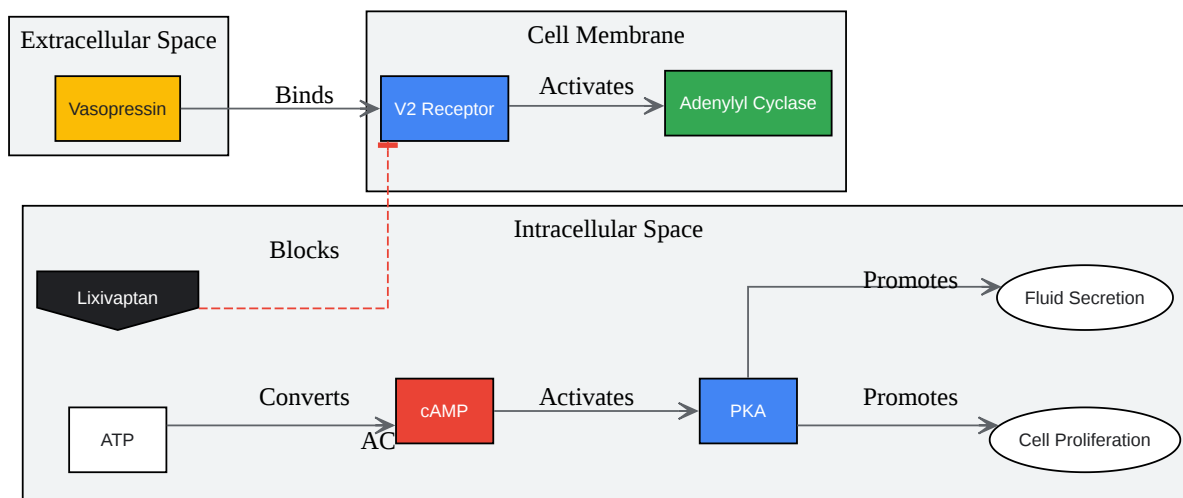 Extracellular Space
Cell Membrane
Vasopressin
Binds
V2 Receptor
Activates
Adenylyl Cyclase
Intracellular Space
Blocks
Lixivaptan
Promotes
Fluid Secretion
ATP
Converts
AC
cAMP
Activates
PKA
Promotes
Cell Proliferation